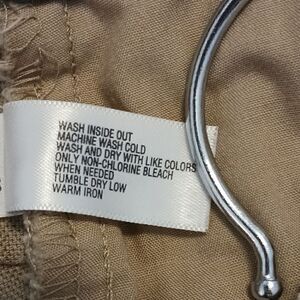 WASH INSIDE OUT
MACHINE WASH COLD
WASH AND DRY WITH LIKE COLORS
ONLY NON-CHLORINE BLEACH
WHEN NEEDED
TUMBLE DRY LOW
WARM IRON